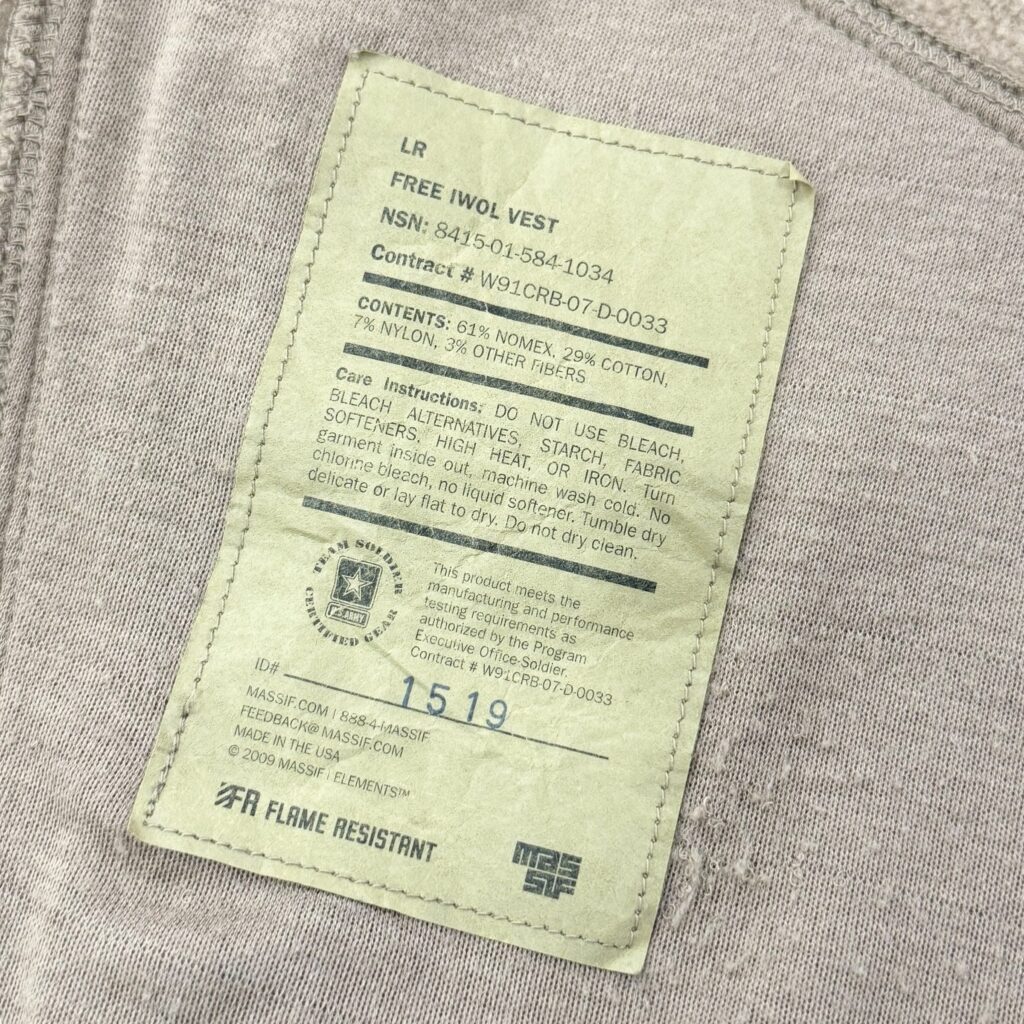 LR
FREE IWOL VEST
NSN: 8415-01-584-1034
Contract # W91CRB-07-D-0033
CONTENTS: 61% NOMEX, 29% COTTON,
7% NYLON, 3% OTHER FIBERS
Care Instructions: DO NOT USE BLEACH,
BLEACH ALTERNATIVES, STARCH, FABRIC
SOFTENERS, HIGH HEAT, OR IRON. Turn
garment inside out, machine wash cold. No
chlorine bleach, no liquid softener. Tumble dry
delicate or lay flat to dry. Do not dry clean.
TEAM SOLDIER
U.S. ARMY
CERTIFIED GEAR
This product meets the
manufacturing and performance
testing requirements as
authorized by the Program
Executive Office-Soldier.
Contract # W91CRB-07-D-0033
ID# 1519
MASSIF.COM | 888-4-MASSIF
FEEDBACK@MASSIF.COM
MADE IN THE USA
© 2009 MASSIF | ELEMENTS™
FR FLAME RESISTANT
MASSIF